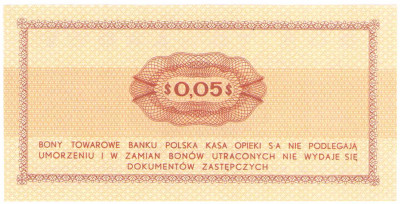 $0,05$
BONY TOWAROWE BANKU POLSKA KASA OPIEKI S A NIE PODLEGAJĄ
UMORZENIU I W ZAMIAN BONÓW UTRACONYCH NIE WYDAJE SIĘ
DOKUMENTÓW ZASTĘPCZYCH